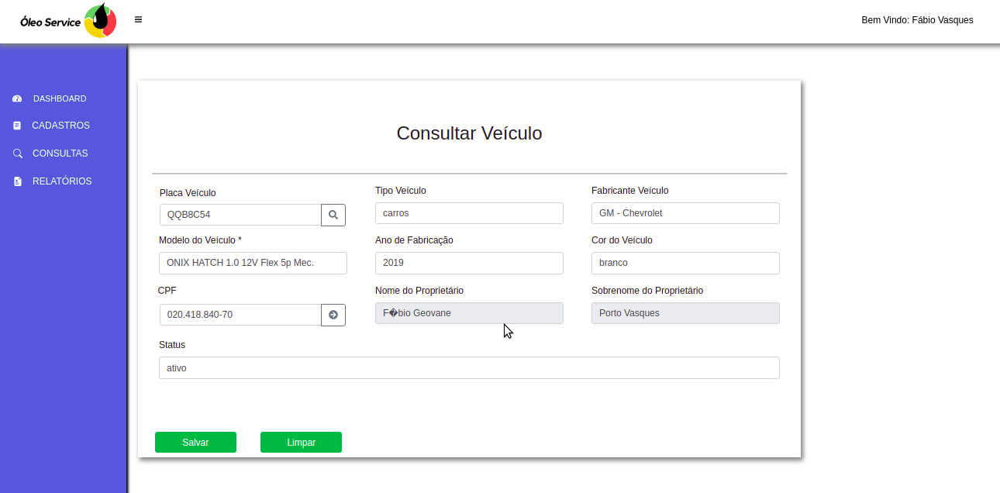 Óleo Service
Bem Vindo: Fábio Vasques
DASHBOARD
CADASTROS
CONSULTAS
RELATÓRIOS
Consultar Veículo
Placa Veículo
QQB8C54
Tipo Veículo
carros
Fabricante Veículo
GM - Chevrolet
Modelo do Veículo *
ONIX HATCH 1.0 12V Flex 5p Mec.
Ano de Fabricação
2019
Cor do Veículo
branco
CPF
020.418.840-70
Nome do Proprietário
F�bio Geovane
Sobrenome do Proprietário
Porto Vasques
Status
ativo
Salvar
Limpar